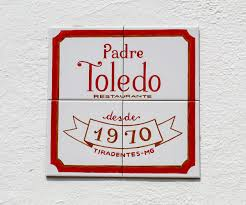 Padre
Toledo
RESTAURANTE
desde
1970
TIRADENTES-MG